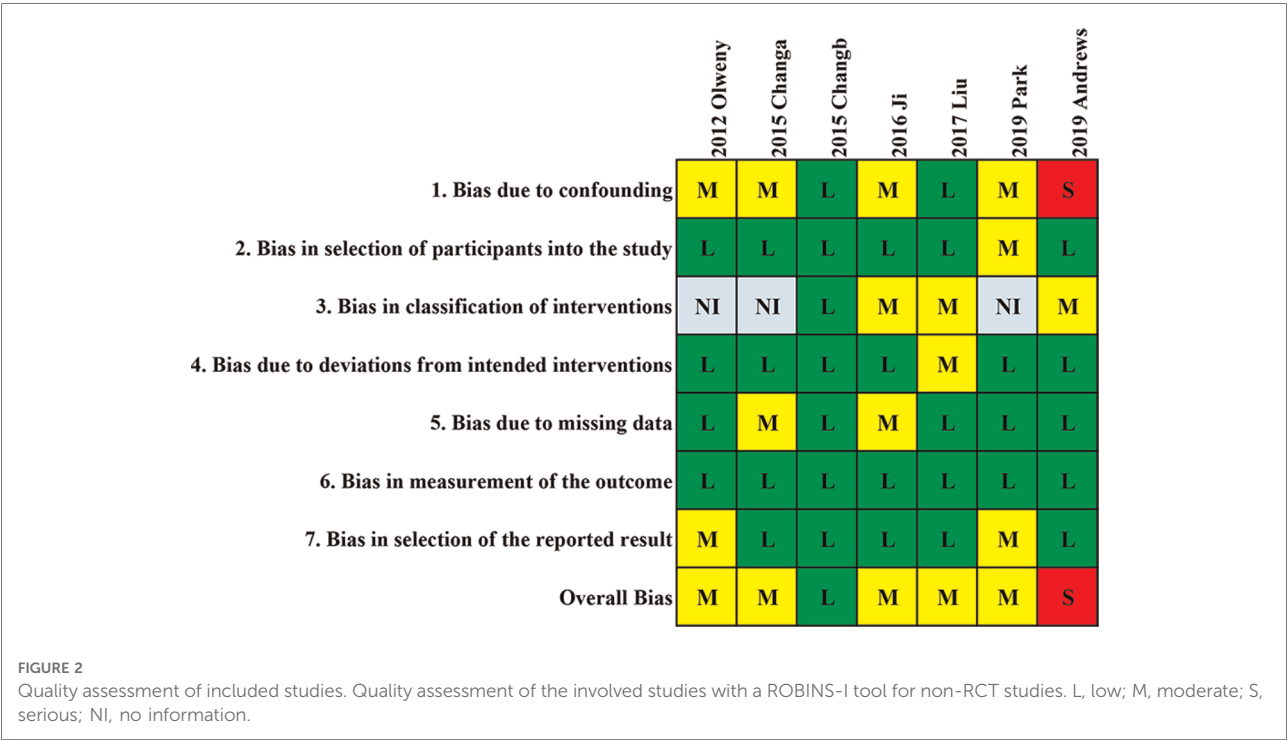 2012 Olweny 2015 Changa 2015 Changb 2016 Ji 2017 Liu 2019 Park 2019 Andrews
1. Bias due to confounding M M L M L M S
2. Bias in selection of participants into the study L L L L L M L
3. Bias in classification of interventions NI NI L M M NI M
4. Bias due to deviations from intended interventions L L L L M L L
5. Bias due to missing data L M L M L L L
6. Bias in measurement of the outcome L L L L L L L
7. Bias in selection of the reported result M L L L L M L
Overall Bias M M L M M M S
FIGURE 2
Quality assessment of included studies. Quality assessment of the involved studies with a ROBINS-I tool for non-RCT studies. L, low; M, moderate; S,
serious; NI, no information.